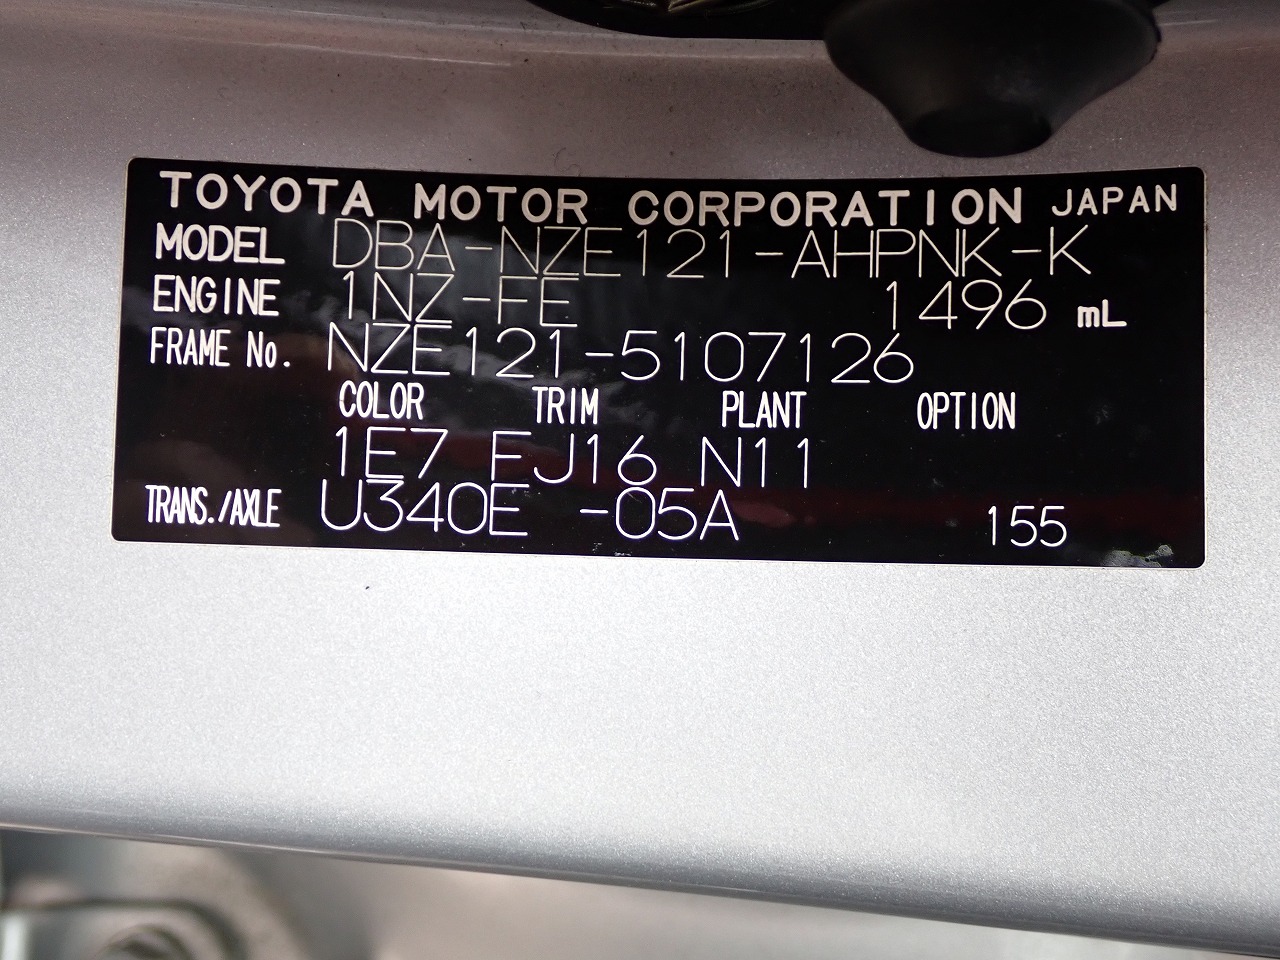 TOYOTA MOTOR CORPORATION JAPAN
MODEL DBA-NZE121-AHPNK-K
ENGINE 1NZ-FE 1496 mL
FRAME No. NZE121-5107126
COLOR TRIM PLANT OPTION
1E7 FJ16 N11
TRANS./AXLE U340E -05A 155